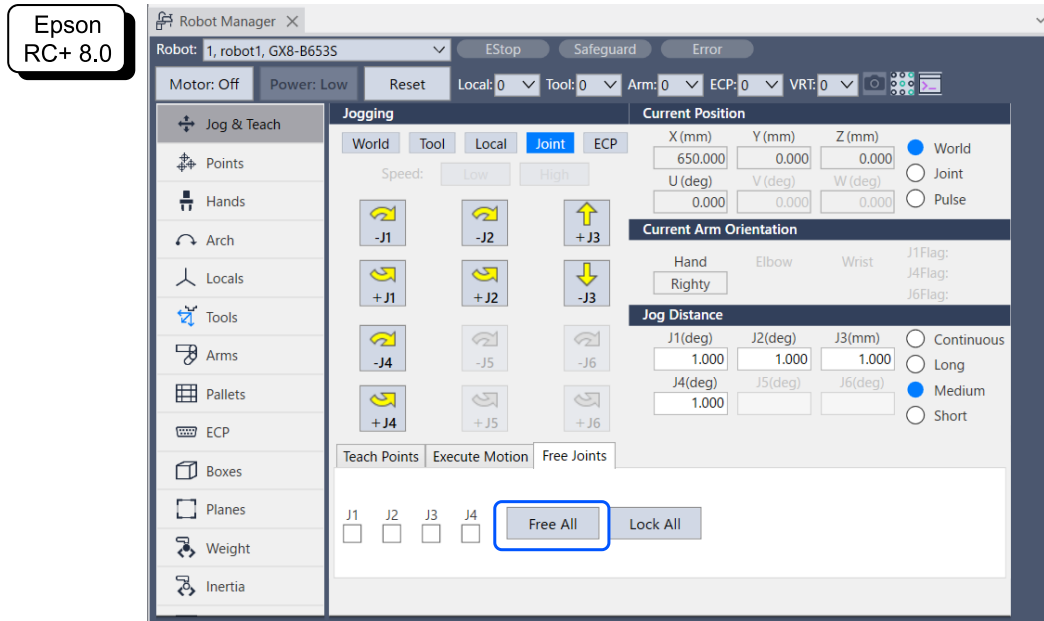 Epson
RC+ 8.0
Robot Manager
Robot: 1, robot1, GX8-B653S EStop Safeguard Error
Motor: Off Power: Low Reset Local: 0 Tool: 0 Arm: 0 ECP: 0 VRT: 0
Jog & Teach
Points
Hands
Arch
Locals
Tools
Arms
Pallets
ECP
Boxes
Planes
Weight
Inertia
Jogging
World Tool Local Joint ECP
Speed: Low High
-J1 -J2 +J3
+J1 +J2 -J3
-J4 -J5 -J6
+J4 +J5 +J6
Current Position
X (mm) Y (mm) Z (mm)
650.000 0.000 0.000
U (deg) V (deg) W (deg)
0.000 0.000 0.000
World
Joint
Pulse
Current Arm Orientation
Hand Elbow Wrist
Righty
J1Flag:
J4Flag:
J6Flag:
Jog Distance
J1(deg) J2(deg) J3(mm)
1.000 1.000 1.000
J4(deg) J5(deg) J6(deg)
1.000
Continuous
Long
Medium
Short
Teach Points Execute Motion Free Joints
J1 J2 J3 J4
Free All Lock All